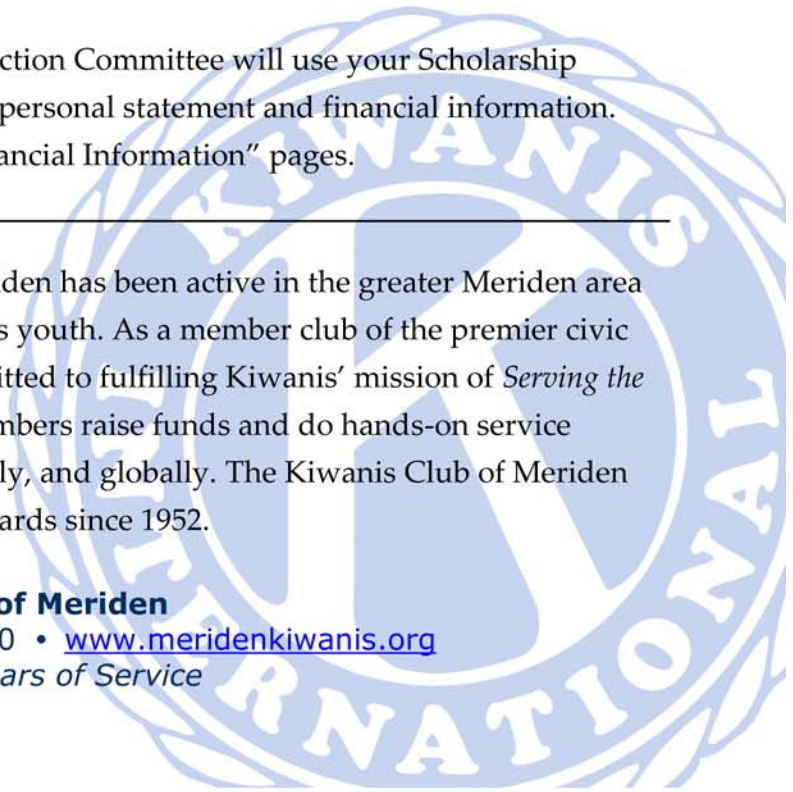 ction Committee will use your Scholarship
personal statement and financial information.
ancial Information” pages.
iden has been active in the greater Meriden area
s youth. As a member club of the premier civic
itted to fulfilling Kiwanis’ mission of Serving the
mbers raise funds and do hands-on service
ly, and globally. The Kiwanis Club of Meriden
ards since 1952.
of Meriden
0 • www.meridenkiwanis.org
ars of Service
KIWANIS
INTERNATIONAL
K